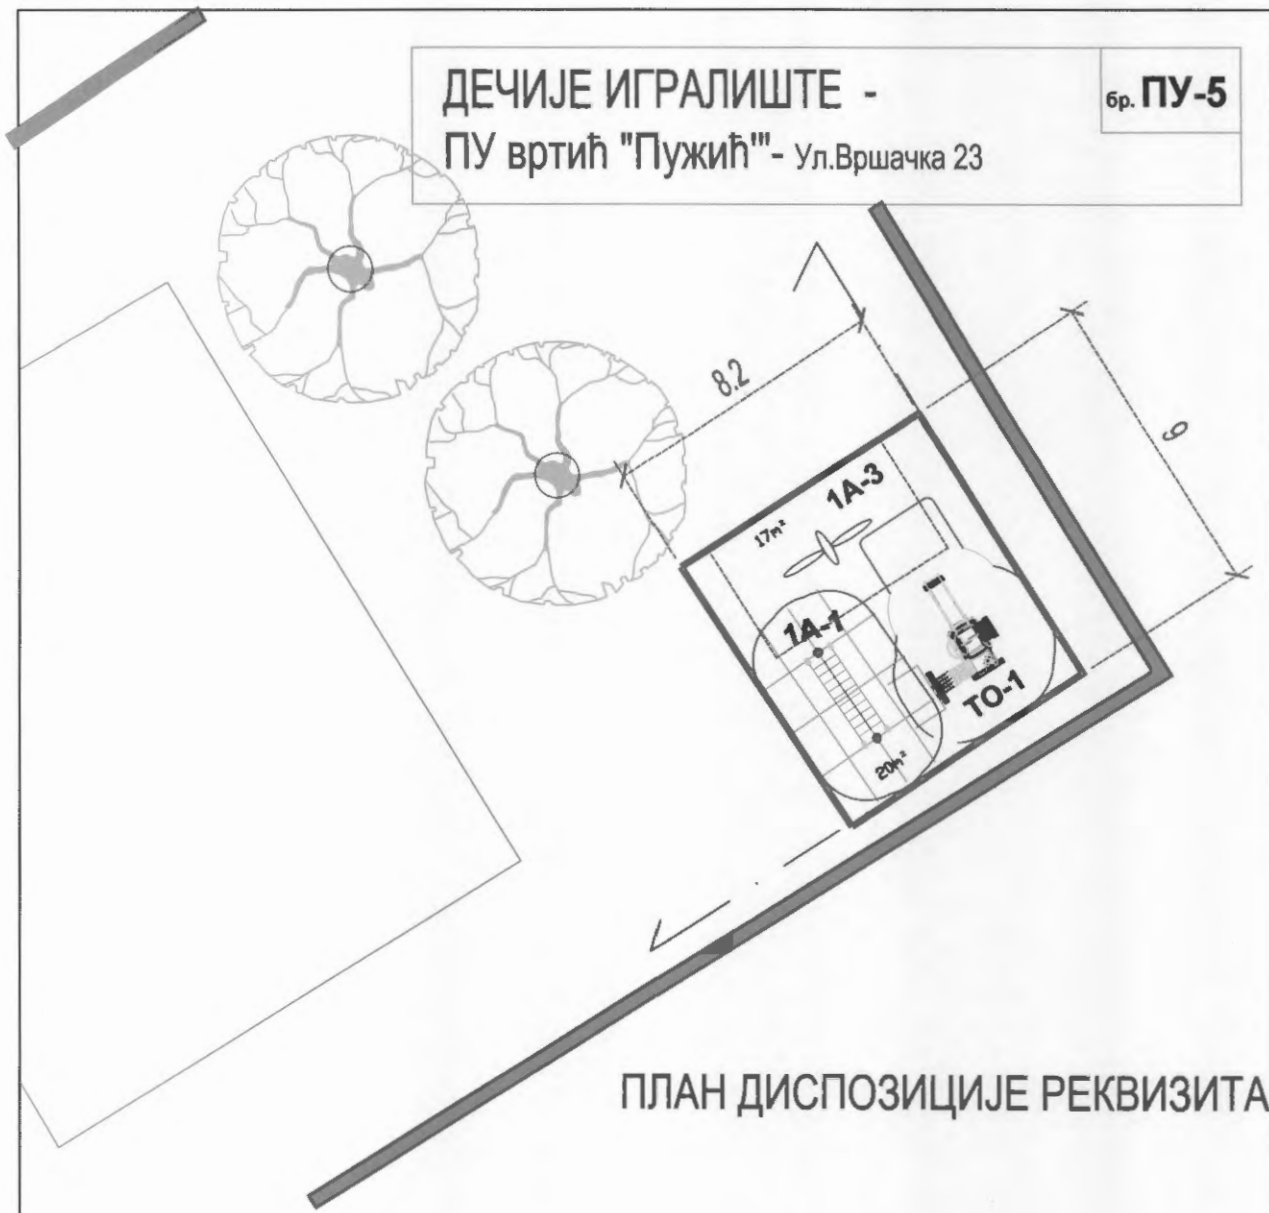 ДЕЧИЈЕ ИГРАЛИШТЕ -
бр. ПУ-5
ПУ вртић "Пужић'"- Ул.Вршачка 23
8.2
9
1А-3
17m²
1А-1
ТО-1
20m²
ПЛАН ДИСПОЗИЦИЈЕ РЕКВИЗИТА